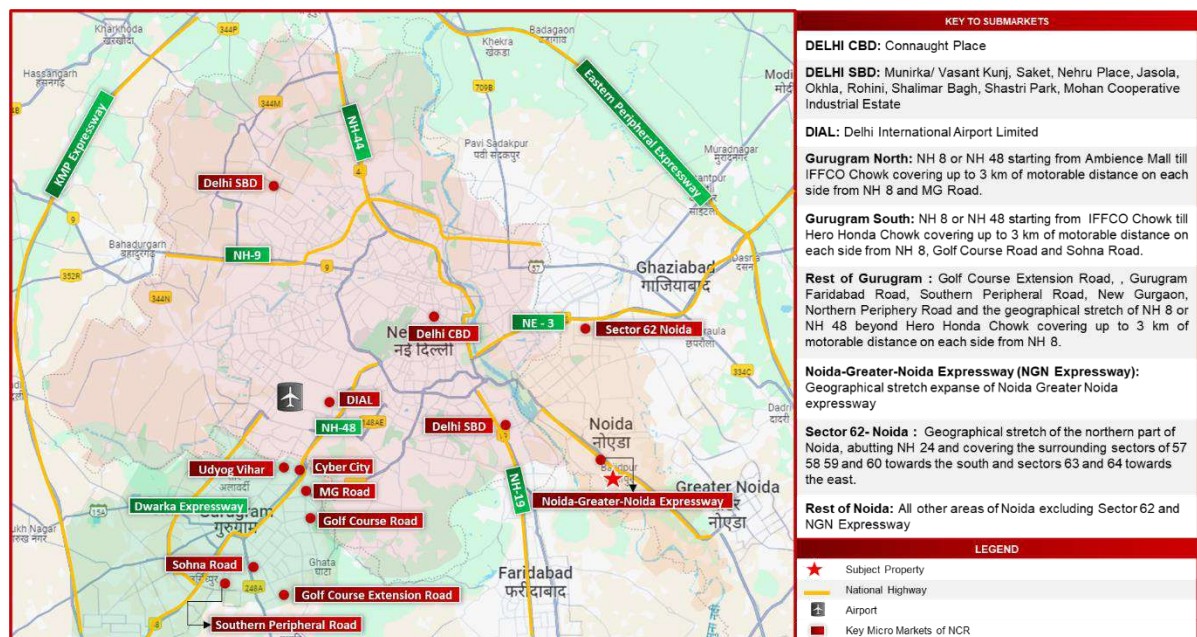 Kharkhoda
खरखौदा
344P
Badagaon
बड़ागांव
Khekra
खेकड़ा
Hassangarh
हसनगढ़
344M
709B
Modi
KMP Expressway
NH-44
Eastern Peripheral Expressway
Pavi Sadakpur
पवी सदकपुर
Muradnagar
मुरादनगर
Delhi SBD
9
Bahadurgarh
बहादुरगढ़
NH-9
9
352R
344N
57
Ghaziabad
गाजियाबाद
Dasna
NE - 3
Sector 62 Noida
छपरौला
Delhi CBD
नई दिल्ली
334C
DIAL
148AE
NH-48
Delhi SBD
Noida
नोएडा
Dadri
दादरी
Udyog Vihar
Cyber City
MG Road
NH-19
Greater Noida
Noida-Greater-Noida Expressway
Dwarka Expressway
Golf Course Road
गुरुग्राम
Ghata
घाटा
Sohna Road
248A
Faridabad
फरीदाबाद
Golf Course Extension Road
Southern Peripheral Road
KEY TO SUBMARKETS
DELHI CBD: Connaught Place
DELHI SBD: Munirka/ Vasant Kunj, Saket, Nehru Place, Jasola,
Okhla, Rohini, Shalimar Bagh, Shastri Park, Mohan Cooperative
Industrial Estate
DIAL: Delhi International Airport Limited
Gurugram North: NH 8 or NH 48 starting from Ambience Mall till
IFFCO Chowk covering up to 3 km of motorable distance on each
side from NH 8 and MG Road.
Gurugram South: NH 8 or NH 48 starting from IFFCO Chowk till
Hero Honda Chowk covering up to 3 km of motorable distance on
each side from NH 8, Golf Course Road and Sohna Road.
Rest of Gurugram : Golf Course Extension Road, , Gurugram
Faridabad Road, Southern Peripheral Road, New Gurgaon,
Northern Periphery Road and the geographical stretch of NH 8 or
NH 48 beyond Hero Honda Chowk covering up to 3 km of
motorable distance on each side from NH 8.
Noida-Greater-Noida Expressway (NGN Expressway):
Geographical stretch expanse of Noida Greater Noida
expressway
Sector 62- Noida : Geographical stretch of the northern part of
Noida, abutting NH 24 and covering the surrounding sectors of 57
58 59 and 60 towards the south and sectors 63 and 64 towards
the east.
Rest of Noida: All other areas of Noida excluding Sector 62 and
NGN Expressway
LEGEND
Subject Property
National Highway
Airport
Key Micro Markets of NCR